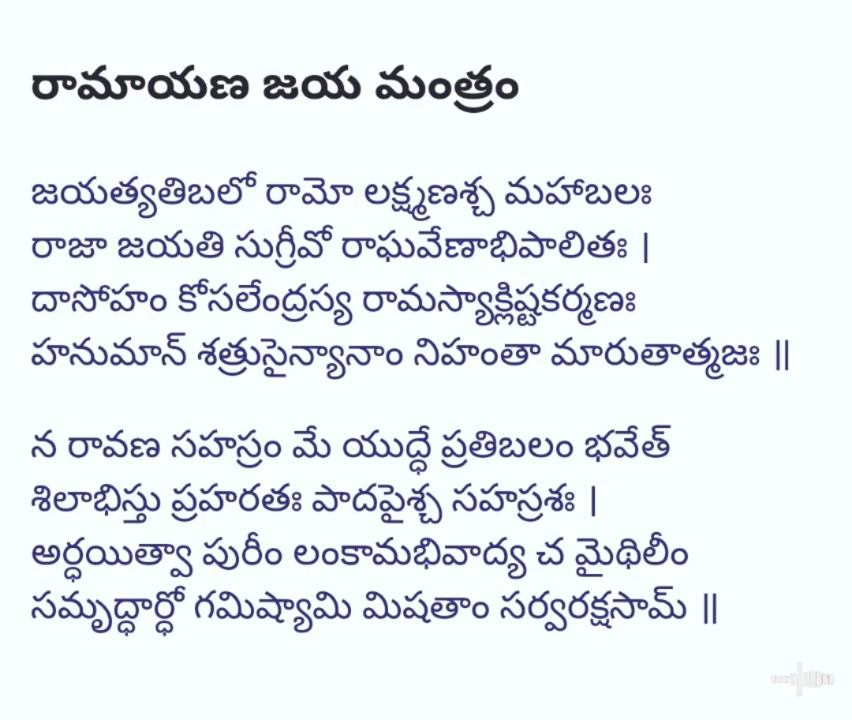 రామాయణ జయ మంత్రం
జయత్యతిబలో రామో లక్ష్మణశ్చ మహాబలః
రాజా జయతి సుగ్రీవో రాఘవేణాభిపాలితః |
దాసోహం కోసలేంద్రస్య రామస్యాక్లిష్టకర్మణః
హనుమాన్ శత్రుసైన్యానాం నిహంతా మారుతాత్మజః ||
న రావణ సహస్రం మే యుద్ధే ప్రతిబలం భవేత్
శిలాభిస్తు ప్రహరతః పాదపైశ్చ సహస్రశః |
అర్ధయిత్వా పురీం లంకామభివాద్య చ మైథిలీం
సమృద్ధార్ధో గమిష్యామి మిషతాం సర్వరక్షసామ్ ||